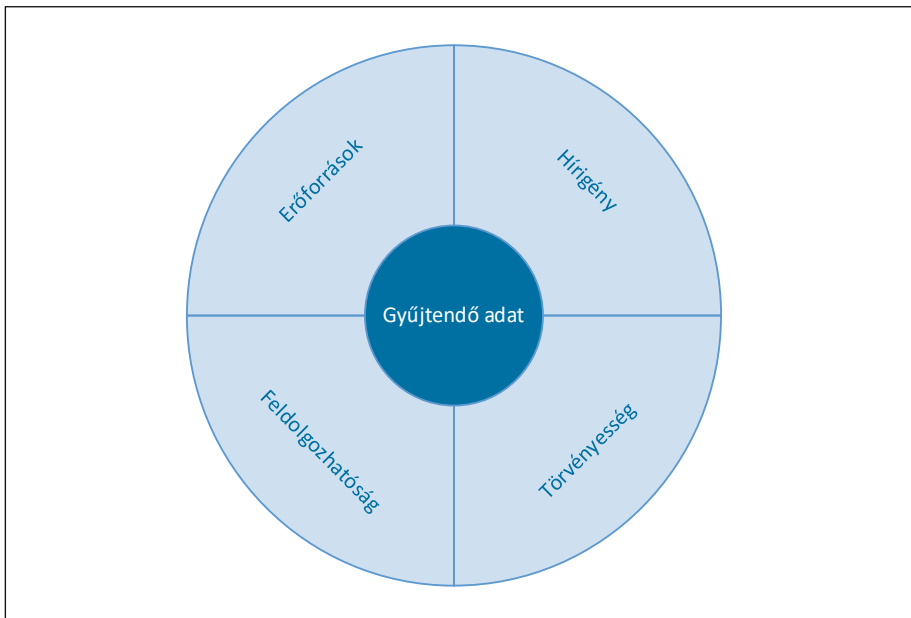 Erőforrások
Hírigény
Gyűjtendő adat
Feldolgozhatóság
Törvényesség